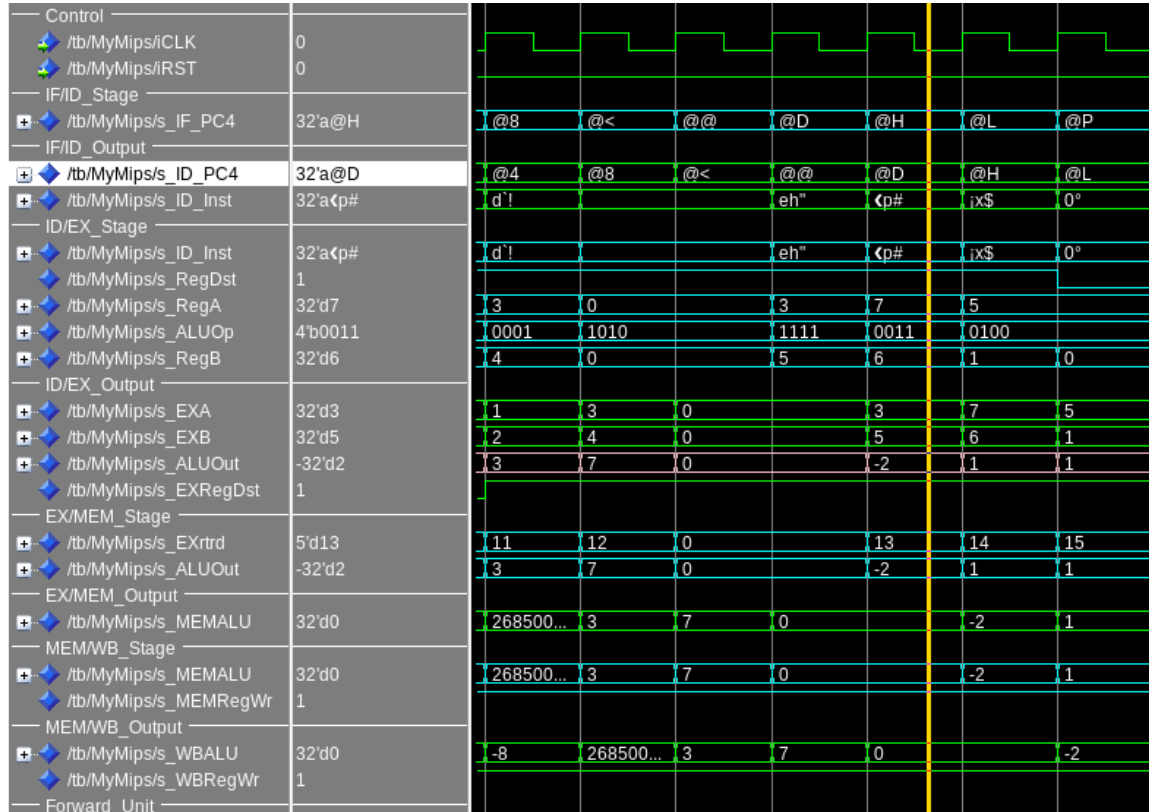 Control
/tb/MyMips/iCLK 0
/tb/MyMips/iRST 0
IF/ID_Stage
/tb/MyMips/s_IF_PC4 32'a@H @8 @< @@ @D @H @L @P
IF/ID_Output
/tb/MyMips/s_ID_PC4 32'a@D @4 @8 @< @@ @D @H @L
/tb/MyMips/s_ID_Inst 32'a❮p# d`! eh" ❮p# ¡x$ 0°
ID/EX_Stage
/tb/MyMips/s_ID_Inst 32'a❮p# d`! eh" ❮p# ¡x$ 0°
/tb/MyMips/s_RegDst 1
/tb/MyMips/s_RegA 32'd7 3 0 3 7 5
/tb/MyMips/s_ALUOp 4'b0011 0001 1010 1111 0011 0100
/tb/MyMips/s_RegB 32'd6 4 0 5 6 1 0
ID/EX_Output
/tb/MyMips/s_EXA 32'd3 1 3 0 3 7 5
/tb/MyMips/s_EXB 32'd5 2 4 0 5 6 1
/tb/MyMips/s_ALUOut -32'd2 3 7 0 -2 1 1
/tb/MyMips/s_EXRegDst 1
EX/MEM_Stage
/tb/MyMips/s_EXrtrd 5'd13 11 12 0 13 14 15
/tb/MyMips/s_ALUOut -32'd2 3 7 0 -2 1 1
EX/MEM_Output
/tb/MyMips/s_MEMALU 32'd0 268500... 3 7 0 -2 1
MEM/WB_Stage
/tb/MyMips/s_MEMALU 32'd0 268500... 3 7 0 -2 1
/tb/MyMips/s_MEMRegWr 1
MEM/WB_Output
/tb/MyMips/s_WBALU 32'd0 -8 268500... 3 7 0 -2
/tb/MyMips/s_WBRegWr 1
Forward_Unit